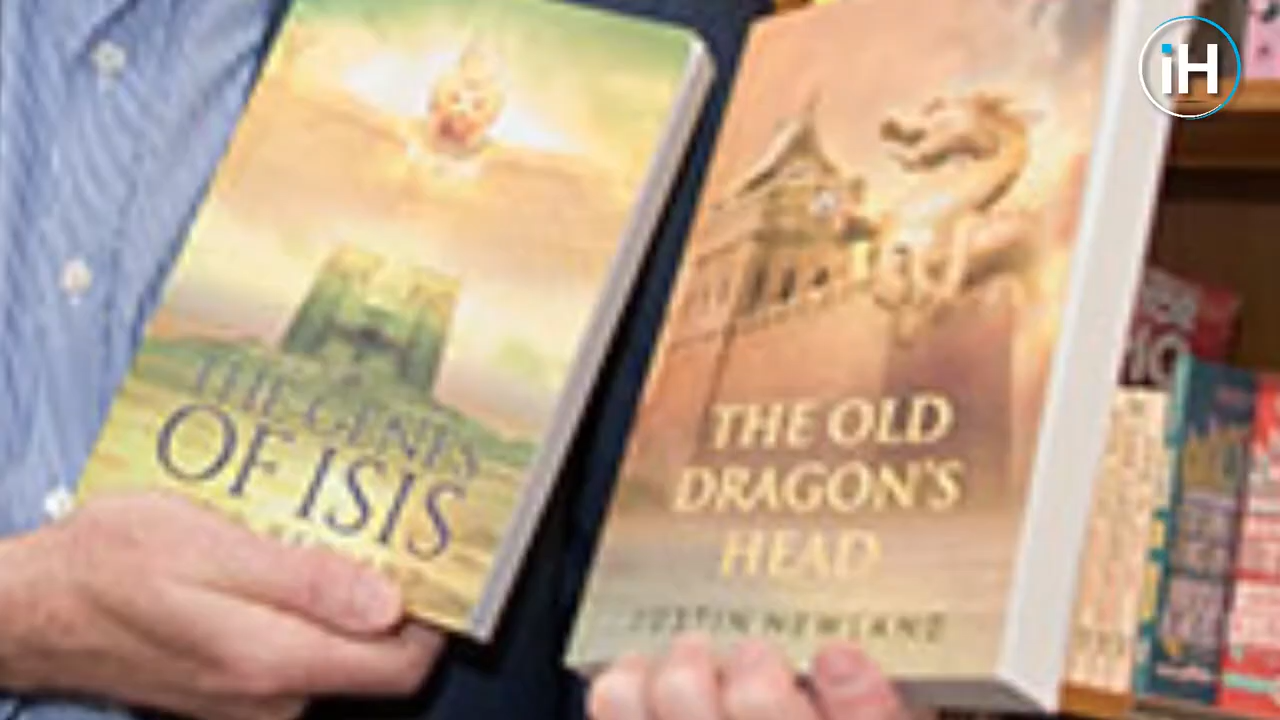 iH
THE GENES
OF ISIS
THE OLD
DRAGON'S
HEAD
JUSTIN NEWLAND